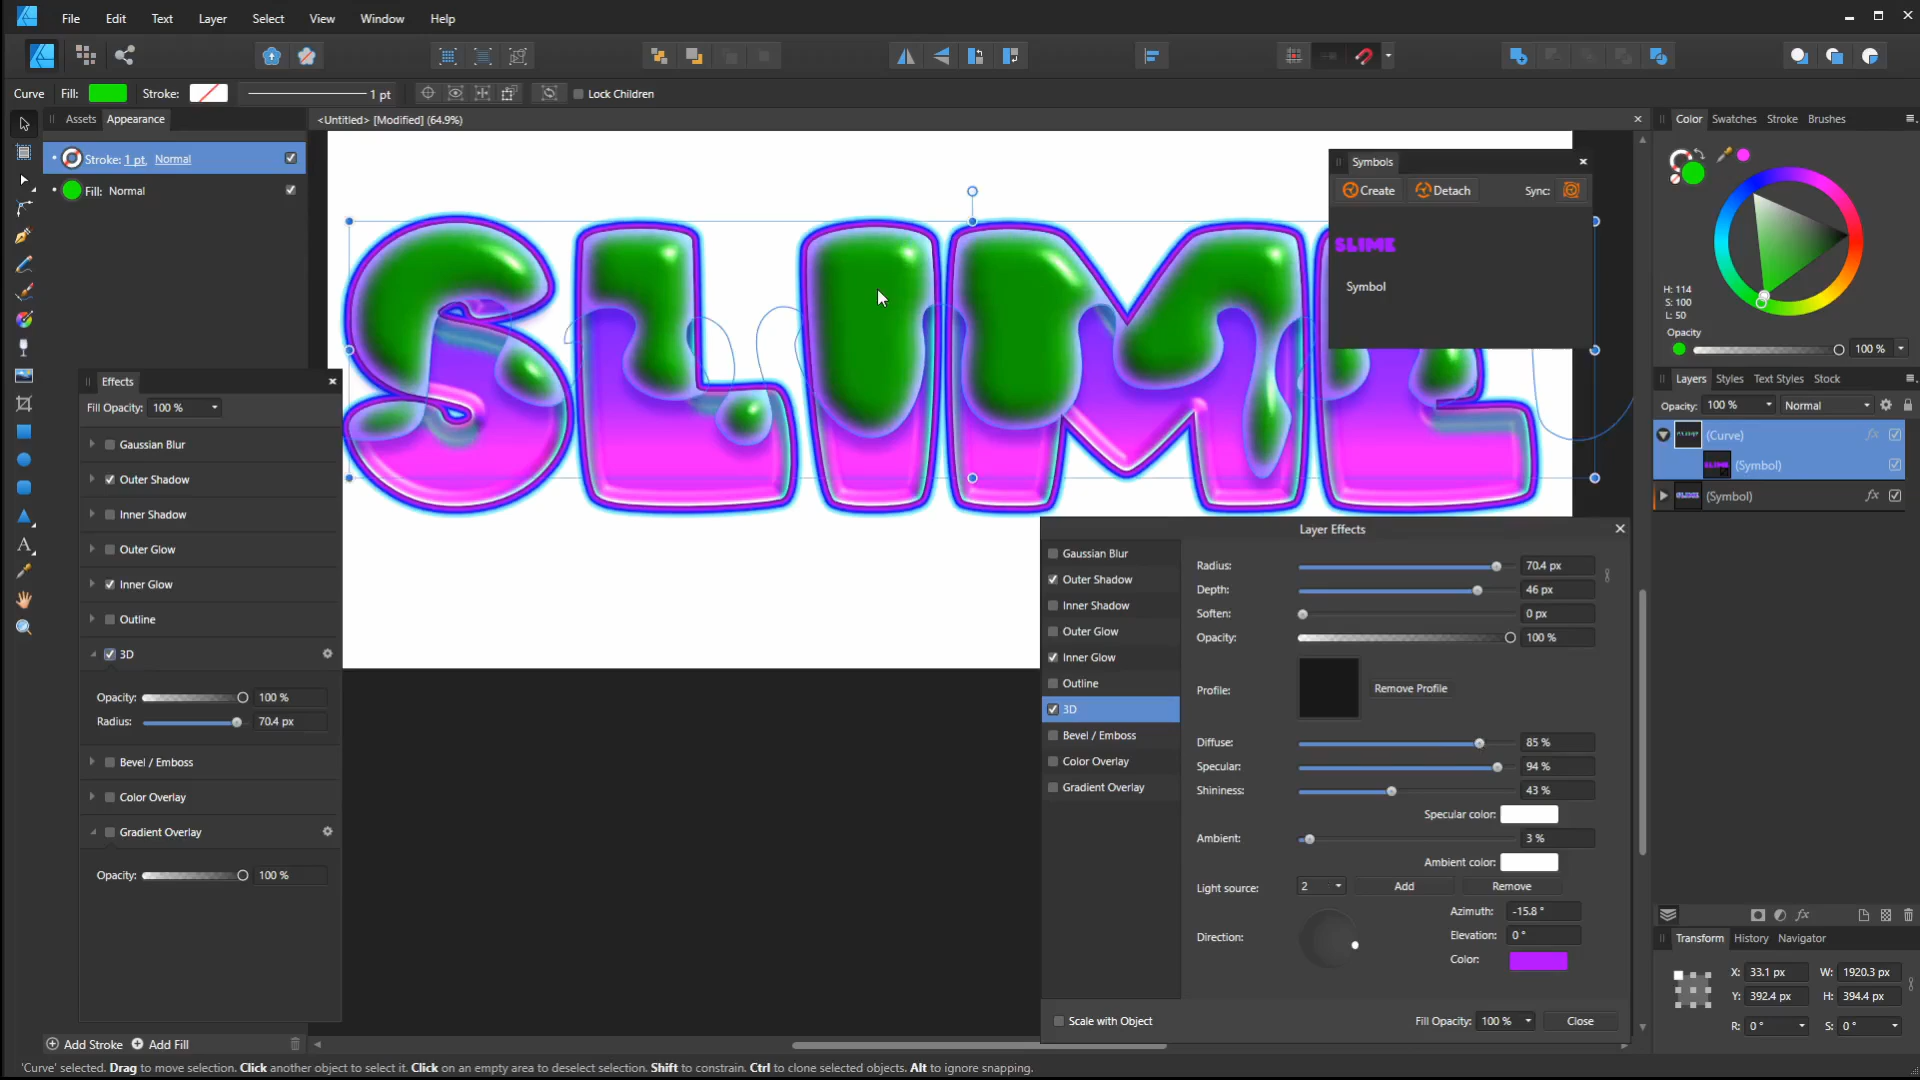 File Edit Text Layer Select View Window Help
Curve Fill: Stroke: 1 pt Lock Children
Assets Appearance
<Untitled> [Modified] (64.9%)
Color Swatches Stroke Brushes
Stroke: 1 pt, Normal
Fill: Normal
SLIME
Symbols
Create Detach Sync:
SLIME
Symbol
H: 114
S: 100
L: 50
Opacity
100 %
Layers Styles Text Styles Stock
Opacity: 100 % Normal
(Curve)
(Symbol)
(Symbol)
Effects
Fill Opacity: 100 %
Gaussian Blur
Outer Shadow
Inner Shadow
Outer Glow
Inner Glow
Outline
3D
Opacity: 100 %
Radius: 70.4 px
Bevel / Emboss
Color Overlay
Gradient Overlay
Opacity: 100 %
Add Stroke Add Fill
Layer Effects
Gaussian Blur
Outer Shadow
Inner Shadow
Outer Glow
Inner Glow
Outline
3D
Bevel / Emboss
Color Overlay
Gradient Overlay
Radius: 70.4 px
Depth: 46 px
Soften: 0 px
Opacity: 100 %
Profile: Remove Profile
Diffuse: 85 %
Specular: 94 %
Shininess: 43 %
Specular color:
Ambient: 3 %
Ambient color:
Light source: 2 Add Remove
Azimuth: -15.8 °
Direction: Elevation: 0 °
Color:
Scale with Object Fill Opacity: 100 % Close
Transform History Navigator
X: 33.1 px W: 1920.3 px
Y: 392.4 px H: 394.4 px
R: 0 ° S: 0 °
'Curve' selected. Drag to move selection. Click another object to select it. Click on an empty area to deselect selection. Shift to constrain. Ctrl to clone selected objects. Alt to ignore snapping.